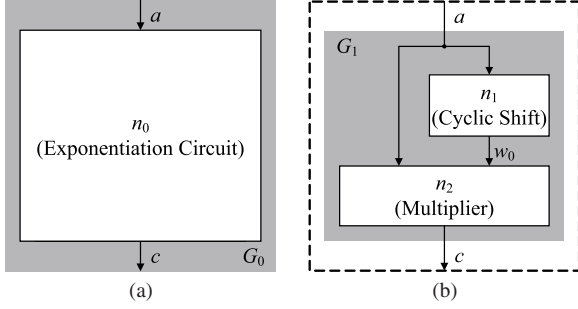 a
n₀
(Exponentiation Circuit)
c
G₀
(a)
a
G₁
n₁
(Cyclic Shift)
w₀
n₂
(Multiplier)
c
(b)